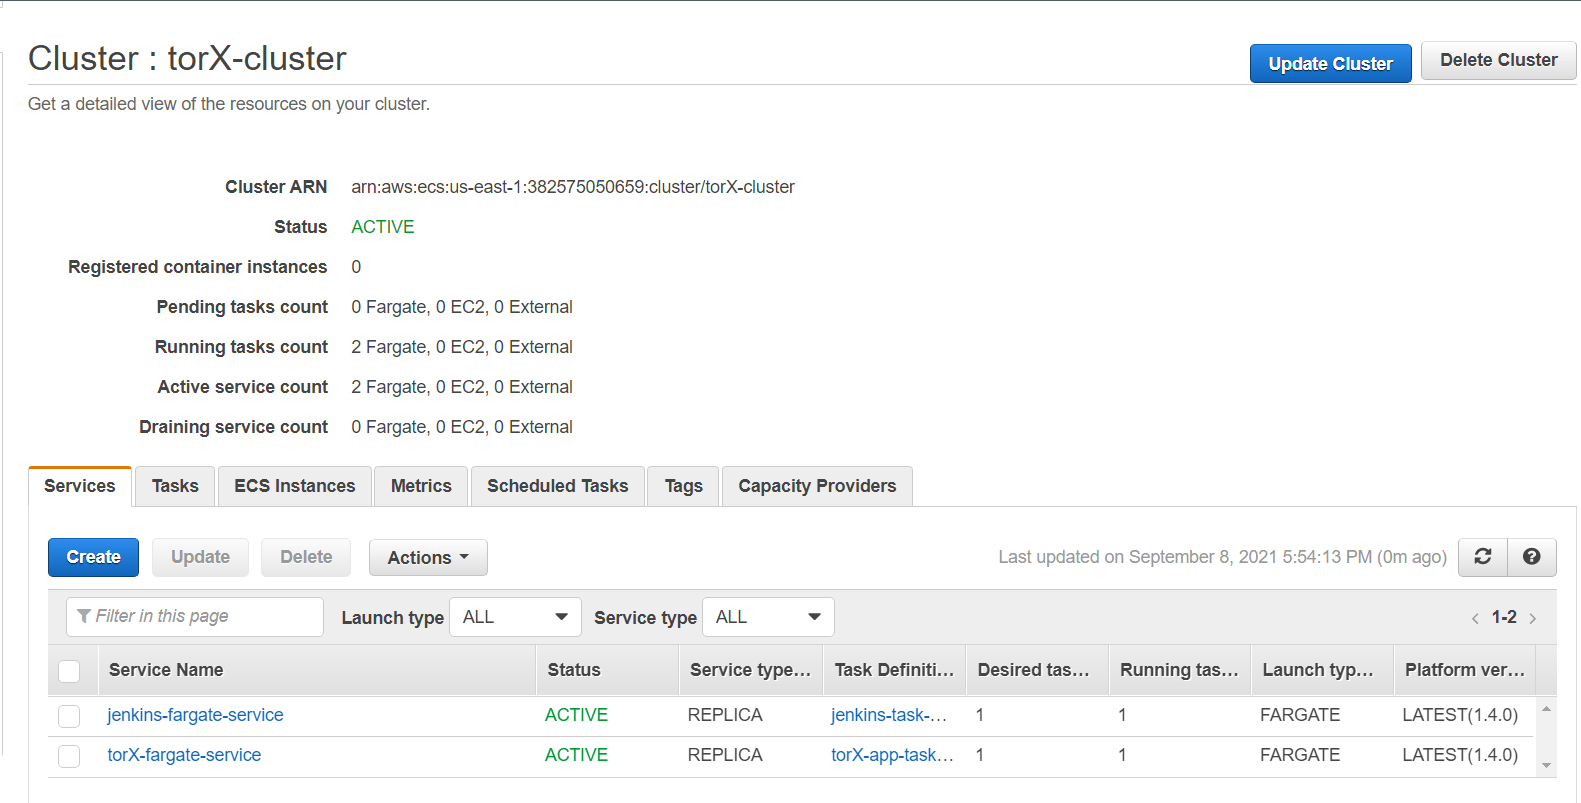 Cluster : torX-cluster
Update Cluster
Delete Cluster
Get a detailed view of the resources on your cluster.
Cluster ARN arn:aws:ecs:us-east-1:382575050659:cluster/torX-cluster
Status ACTIVE
Registered container instances 0
Pending tasks count 0 Fargate, 0 EC2, 0 External
Running tasks count 2 Fargate, 0 EC2, 0 External
Active service count 2 Fargate, 0 EC2, 0 External
Draining service count 0 Fargate, 0 EC2, 0 External
Services Tasks ECS Instances Metrics Scheduled Tasks Tags Capacity Providers
Create Update Delete Actions Last updated on September 8, 2021 5:54:13 PM (0m ago)
Filter in this page Launch type ALL Service type ALL 1-2
Service Name Status Service type... Task Definiti... Desired tas... Running tas... Launch typ... Platform ver...
jenkins-fargate-service ACTIVE REPLICA jenkins-task-... 1 1 FARGATE LATEST(1.4.0)
torX-fargate-service ACTIVE REPLICA torX-app-task... 1 1 FARGATE LATEST(1.4.0)